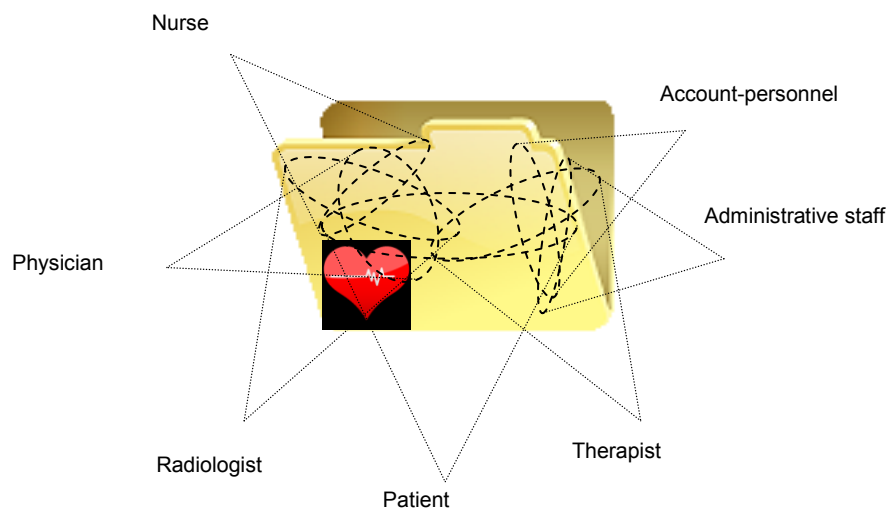 Nurse
Account-personnel
Administrative staff
Physician
Therapist
Radiologist
Patient